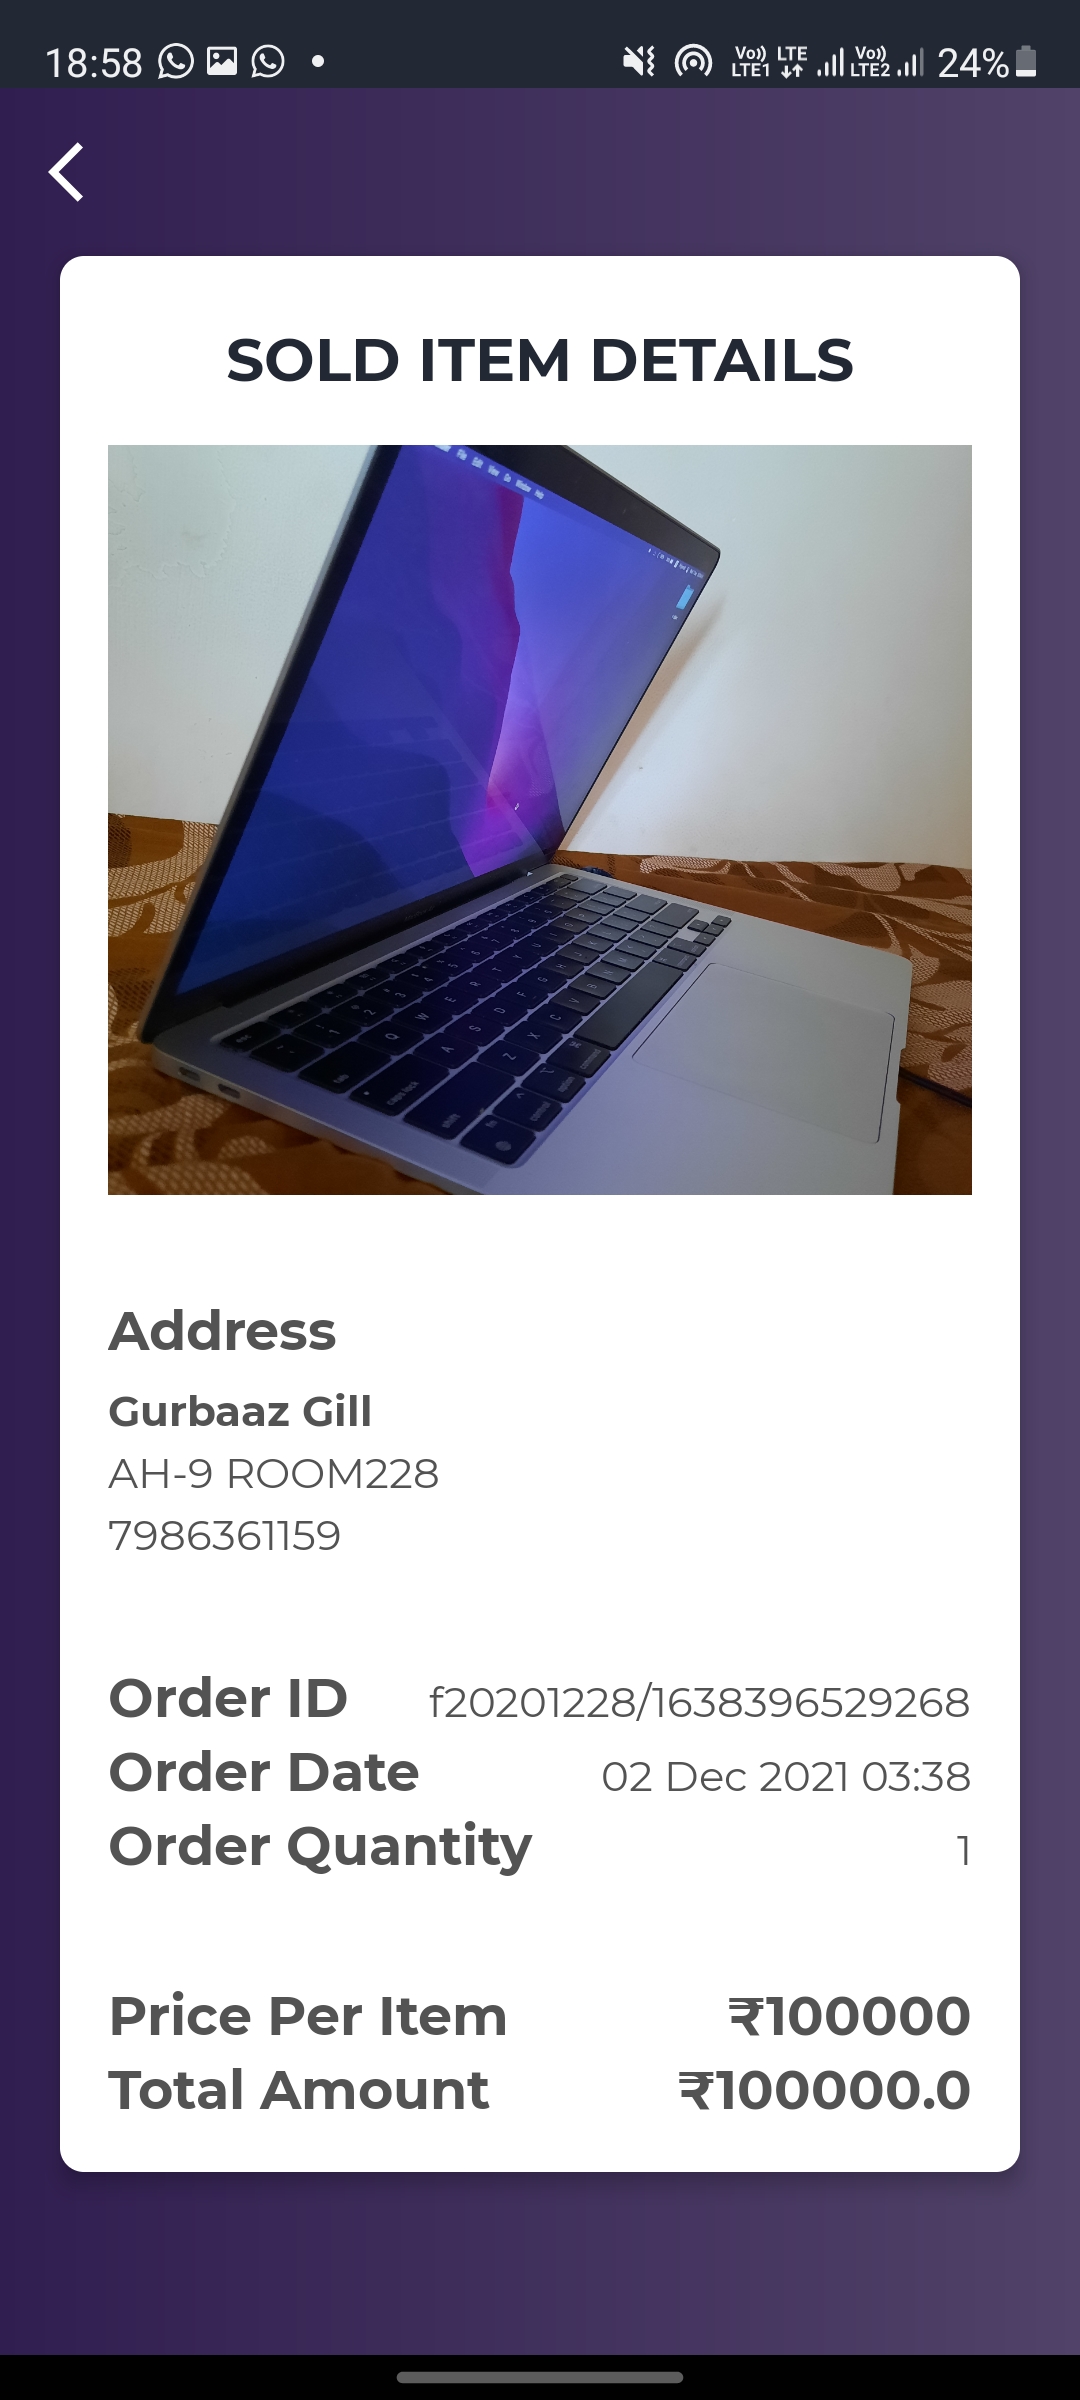 18:58
Vo)) LTE1 LTE Vo)) LTE2 24%
SOLD ITEM DETAILS
Address
Gurbaaz Gill
AH-9 ROOM228
7986361159
Order ID f20201228/1638396529268
Order Date 02 Dec 2021 03:38
Order Quantity 1
Price Per Item ₹100000
Total Amount ₹100000.0